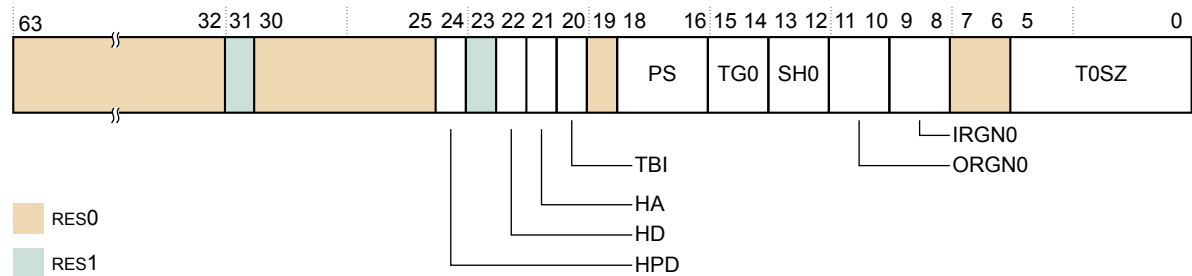 63 32 31 30 25 24 23 22 21 20 19 18 16 15 14 13 12 11 10 9 8 7 6 5 0
PS TG0 SH0 T0SZ
IRGN0
TBI ORGN0
HA
RES0
HD
RES1
HPD